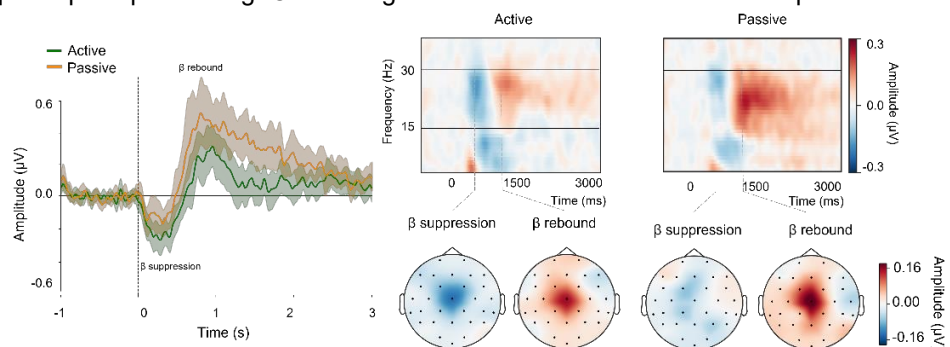 Active
Passive
β rebound
0.6
0.0
-0.6
Amplitude (µV)
β suppression
-1
0
1
2
3
Time (s)
Active
Passive
Frequency (Hz)
30
15
0
1500
3000
Time (ms)
0
1500
3000
Time (ms)
0.3
0.0
-0.3
Amplitude (µV)
β suppression
β rebound
β suppression
β rebound
0.16
0.00
-0.16
Amplitude (µV